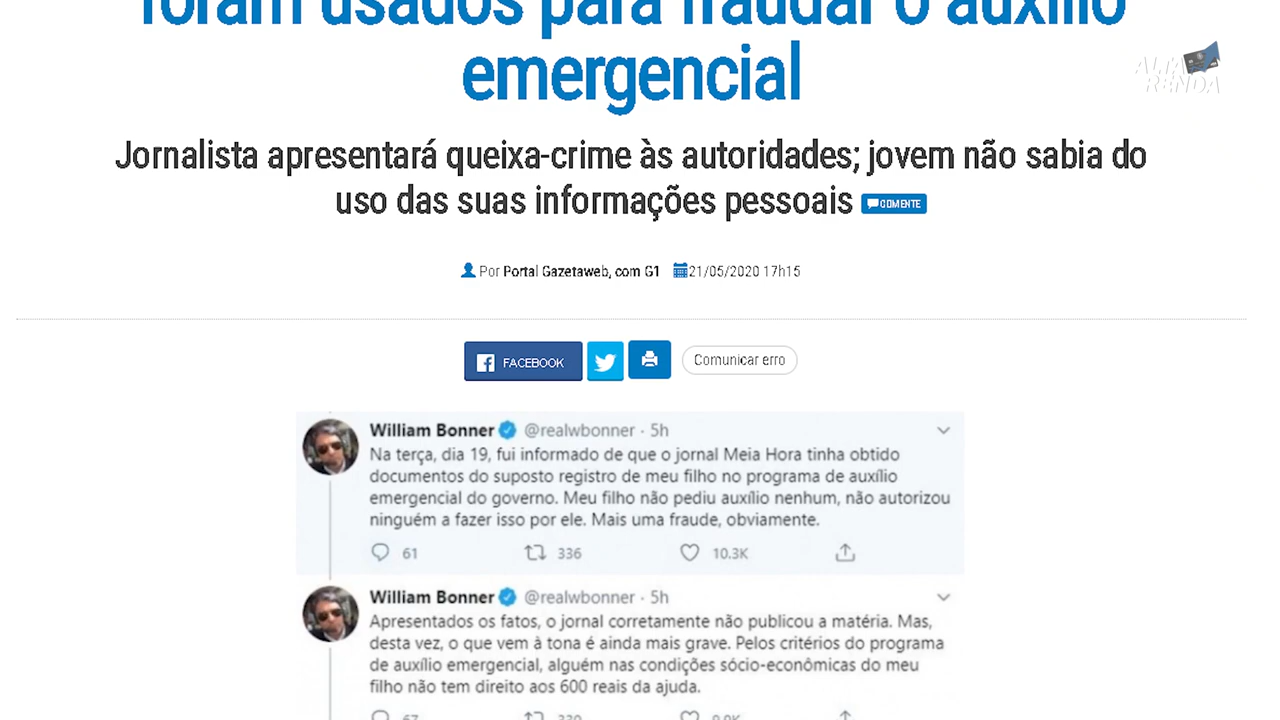 foram usados para fraudar o auxílio
emergencial
ALTA
RENDA
Jornalista apresentará queixa-crime às autoridades; jovem não sabia do
uso das suas informações pessoais COMENTE
Por Portal Gazetaweb, com G1 21/05/2020 17h15
FACEBOOK Comunicar erro
William Bonner @realwbonner · 5h
Na terça, dia 19, fui informado de que o jornal Meia Hora tinha obtido
documentos do suposto registro de meu filho no programa de auxílio
emergencial do governo. Meu filho não pediu auxílio nenhum, não autorizou
ninguém a fazer isso por ele. Mais uma fraude, obviamente.
61 336 10.3K
William Bonner @realwbonner · 5h
Apresentados os fatos, o jornal corretamente não publicou a matéria. Mas,
desta vez, o que vem à tona é ainda mais grave. Pelos critérios do programa
de auxílio emergencial, alguém nas condições sócio-econômicas do meu
filho não tem direito aos 600 reais da ajuda.